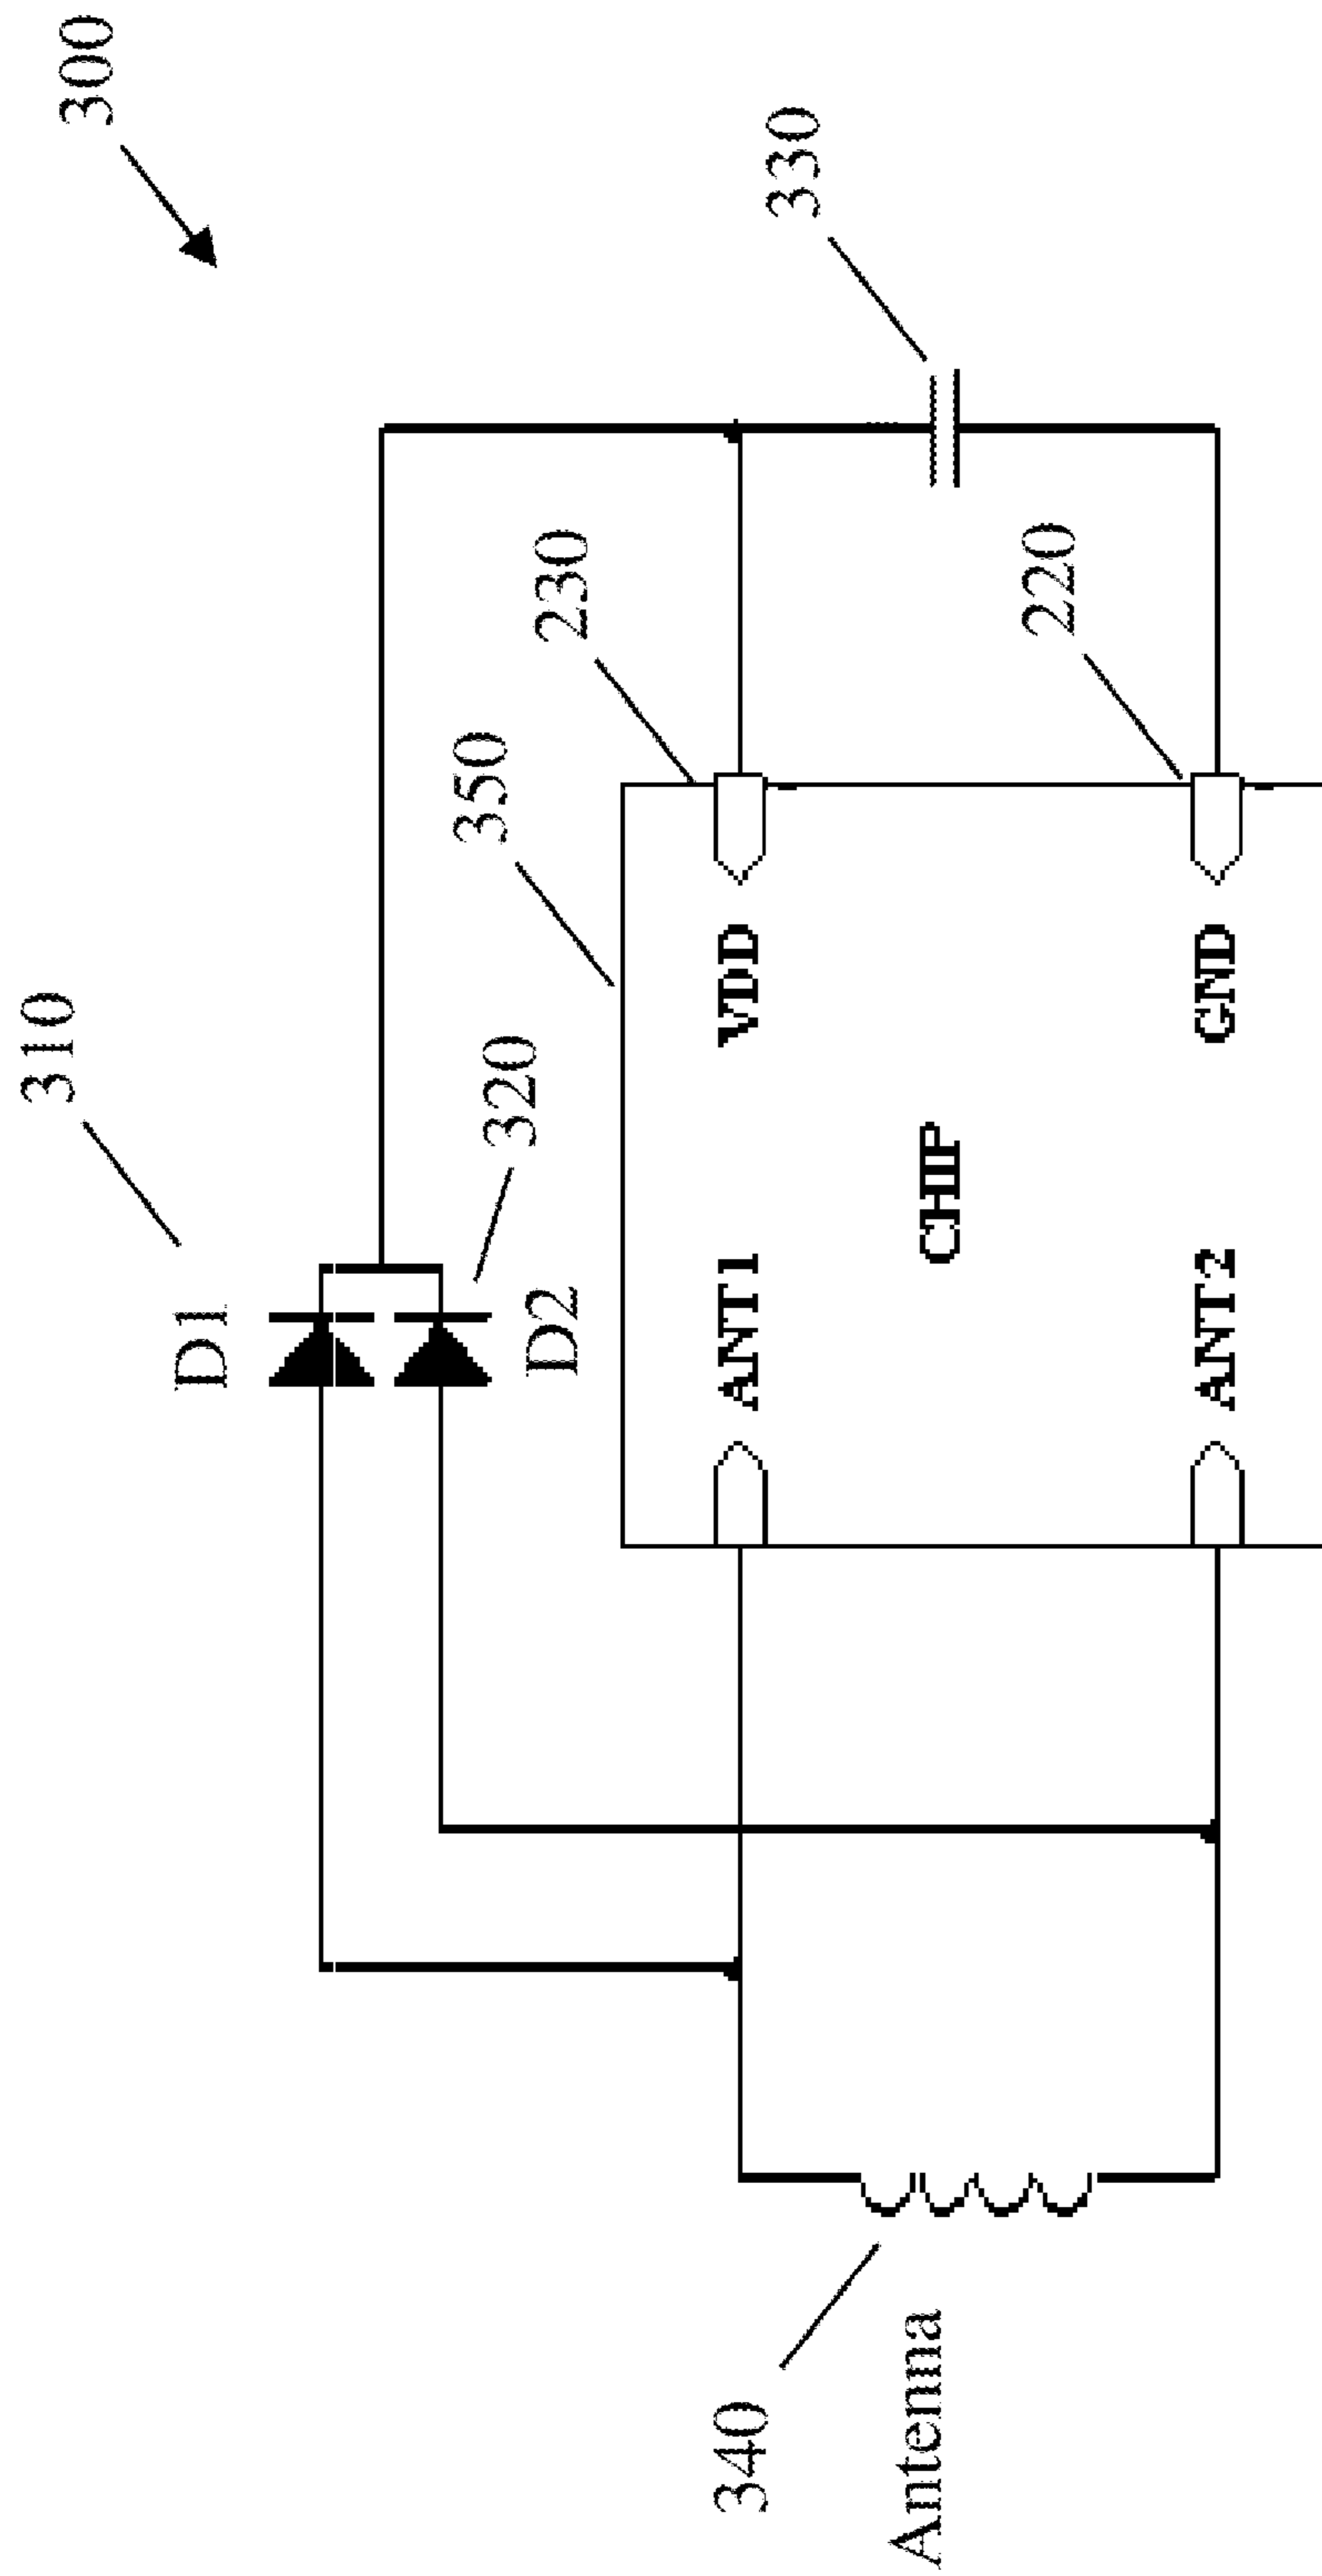 300
310
D1
320
D2
350
230
330
220
ANT1
VDD
CHIP
ANT2
GND
340
Antenna